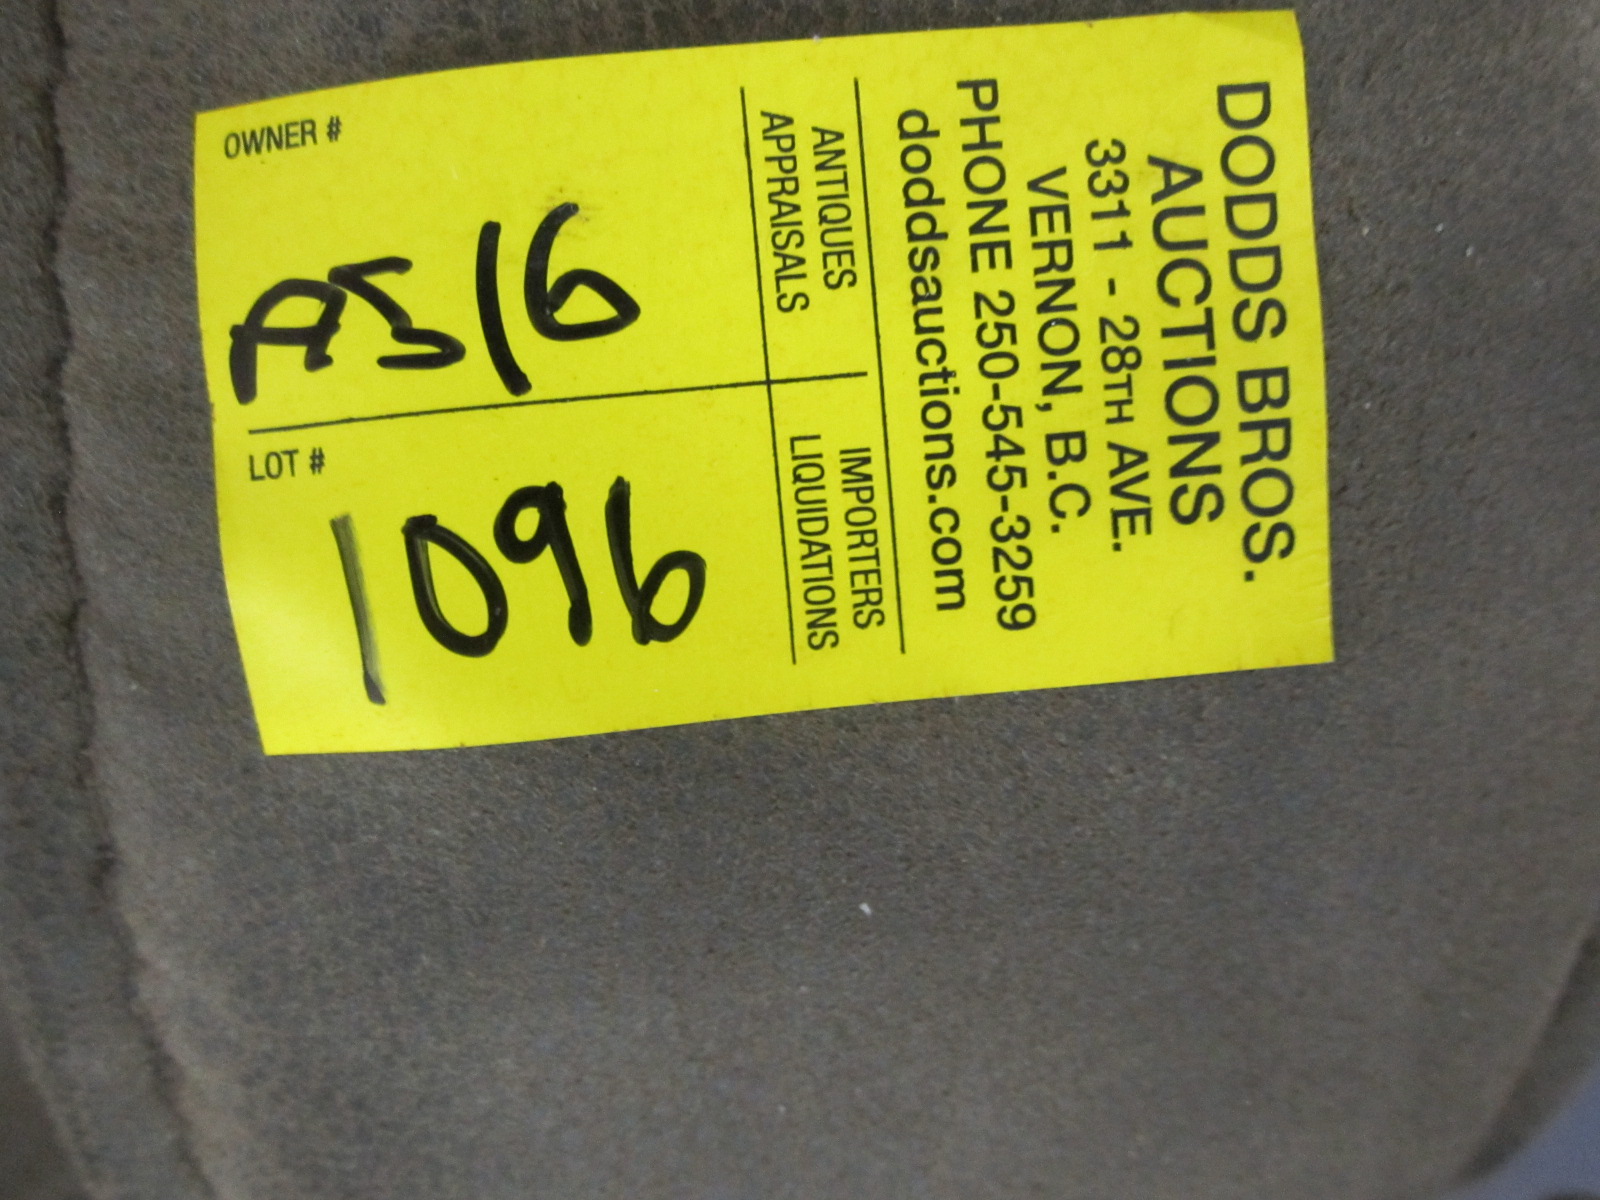 DODDS BROS.
AUCTIONS
3311 - 28TH AVE.
VERNON, B.C.
PHONE 250-545-3259
doddsauctions.com
ANTIQUES
APPRAISALS
IMPORTERS
LIQUIDATIONS
OWNER #
A516
LOT #
1096